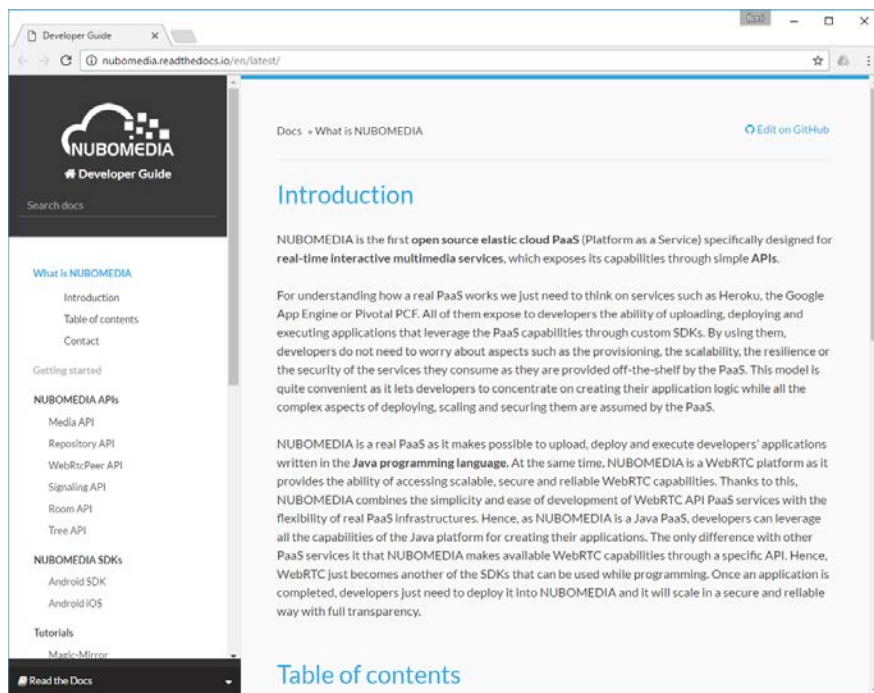 Developer Guide
nubomedia.readthedocs.io/en/latest/
NUBOMEDIA
Developer Guide
Search docs
What is NUBOMEDIA
Introduction
Table of contents
Contact
Getting started
NUBOMEDIA APIs
Media API
Repository API
WebRtcPeer API
Signaling API
Room API
Tree API
NUBOMEDIA SDKs
Android SDK
Android iOS
Tutorials
Magic-Mirror
Read the Docs
Docs » What is NUBOMEDIA
Edit on GitHub
Introduction
NUBOMEDIA is the first open source elastic cloud PaaS (Platform as a Service) specifically designed for
real-time interactive multimedia services, which exposes its capabilities through simple APIs.
For understanding how a real PaaS works we just need to think on services such as Heroku, the Google
App Engine or Pivotal PCF. All of them expose to developers the ability of uploading, deploying and
executing applications that leverage the PaaS capabilities through custom SDKs. By using them,
developers do not need to worry about aspects such as the provisioning, the scalability, the resilience or
the security of the services they consume as they are provided off-the-shelf by the PaaS. This model is
quite convenient as it lets developers to concentrate on creating their application logic while all the
complex aspects of deploying, scaling and securing them are assumed by the PaaS.
NUBOMEDIA is a real PaaS as it makes possible to upload, deploy and execute developers' applications
written in the Java programming language. At the same time, NUBOMEDIA is a WebRTC platform as it
provides the ability of accessing scalable, secure and reliable WebRTC capabilities. Thanks to this,
NUBOMEDIA combines the simplicity and ease of development of WebRTC API PaaS services with the
flexibility of real PaaS infrastructures. Hence, as NUBOMEDIA is a Java PaaS, developers can leverage
all the capabilities of the Java platform for creating their applications. The only difference with other
PaaS services it that NUBOMEDIA makes available WebRTC capabilities through a specific API. Hence,
WebRTC just becomes another of the SDKs that can be used while programming. Once an application is
completed, developers just need to deploy it into NUBOMEDIA and it will scale in a secure and reliable
way with full transparency.
Table of contents